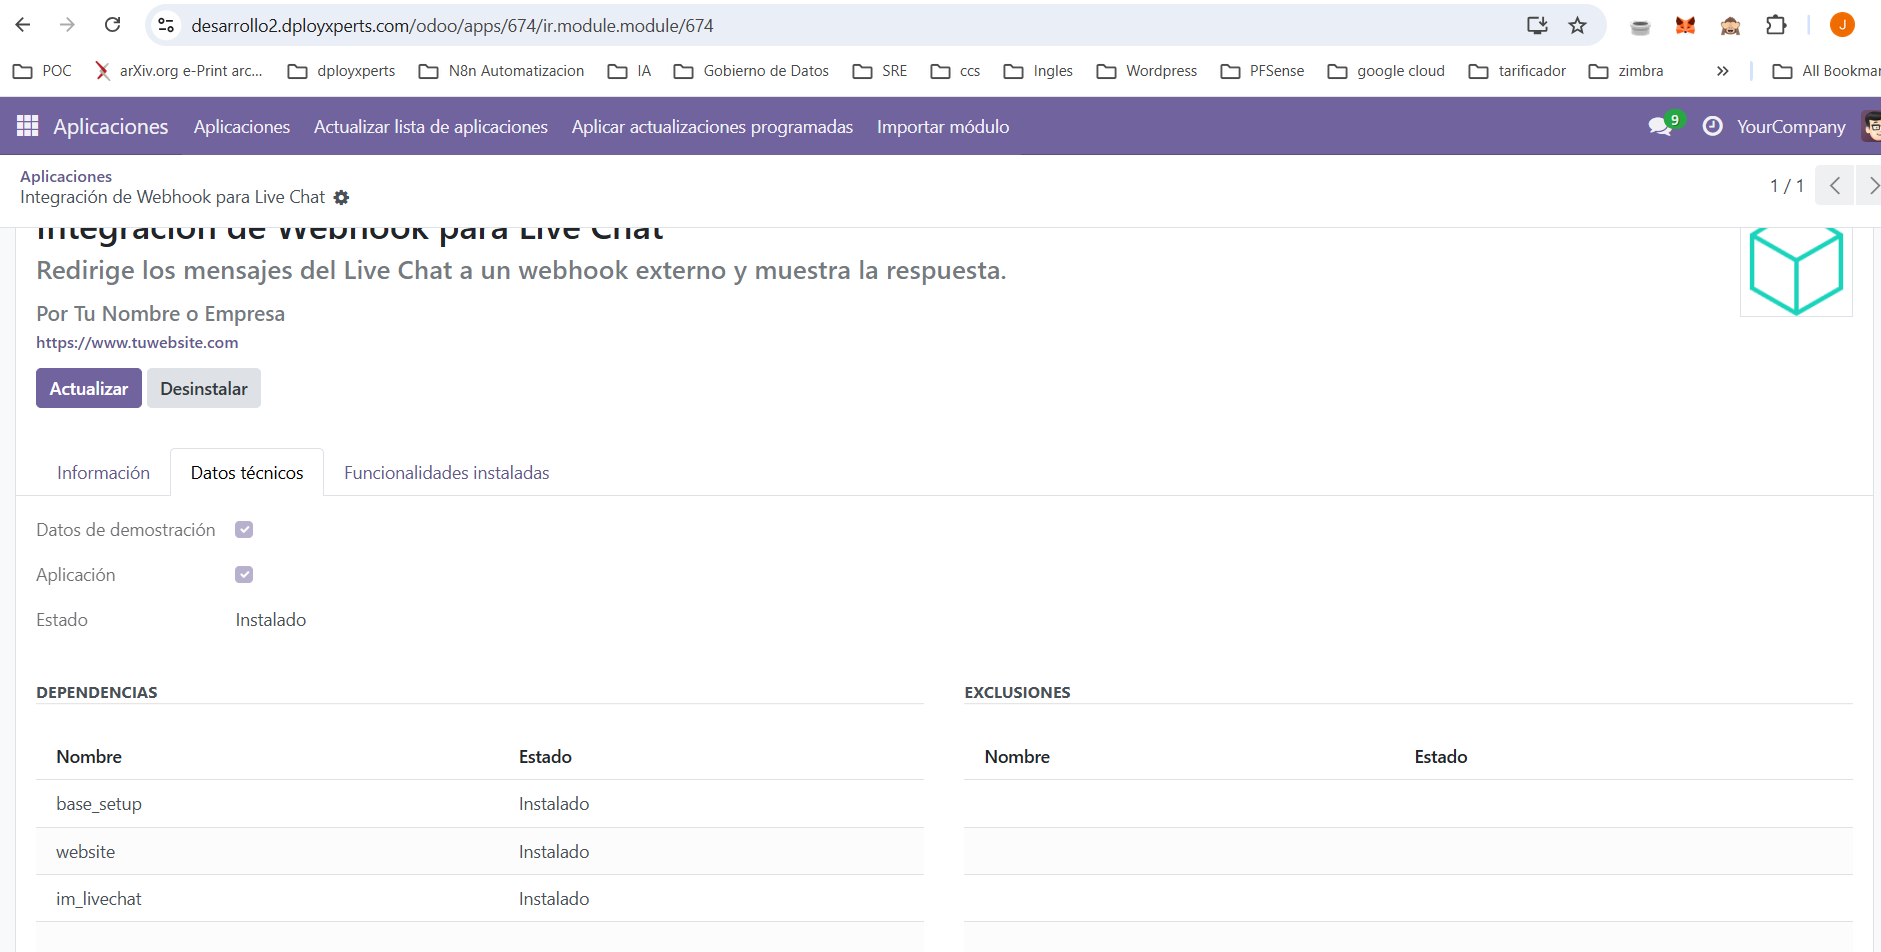 desarrollo2.dployxperts.com/odoo/apps/674/ir.module.module/674
J
POC arXiv.org e-Print arc... dployxperts N8n Automatizacion IA Gobierno de Datos SRE ccs Ingles Wordpress PFSense google cloud tarificador zimbra » All Bookmar
Aplicaciones Aplicaciones Actualizar lista de aplicaciones Aplicar actualizaciones programadas Importar módulo 9 YourCompany
Aplicaciones
Integración de Webhook para Live Chat
1 / 1
Integración de Webhook para Live Chat
Redirige los mensajes del Live Chat a un webhook externo y muestra la respuesta.
Por Tu Nombre o Empresa
https://www.tuwebsite.com
Actualizar Desinstalar
Información Datos técnicos Funcionalidades instaladas
Datos de demostración
Aplicación
Estado Instalado
DEPENDENCIAS EXCLUSIONES
Nombre Estado Nombre Estado
base_setup Instalado
website Instalado
im_livechat Instalado